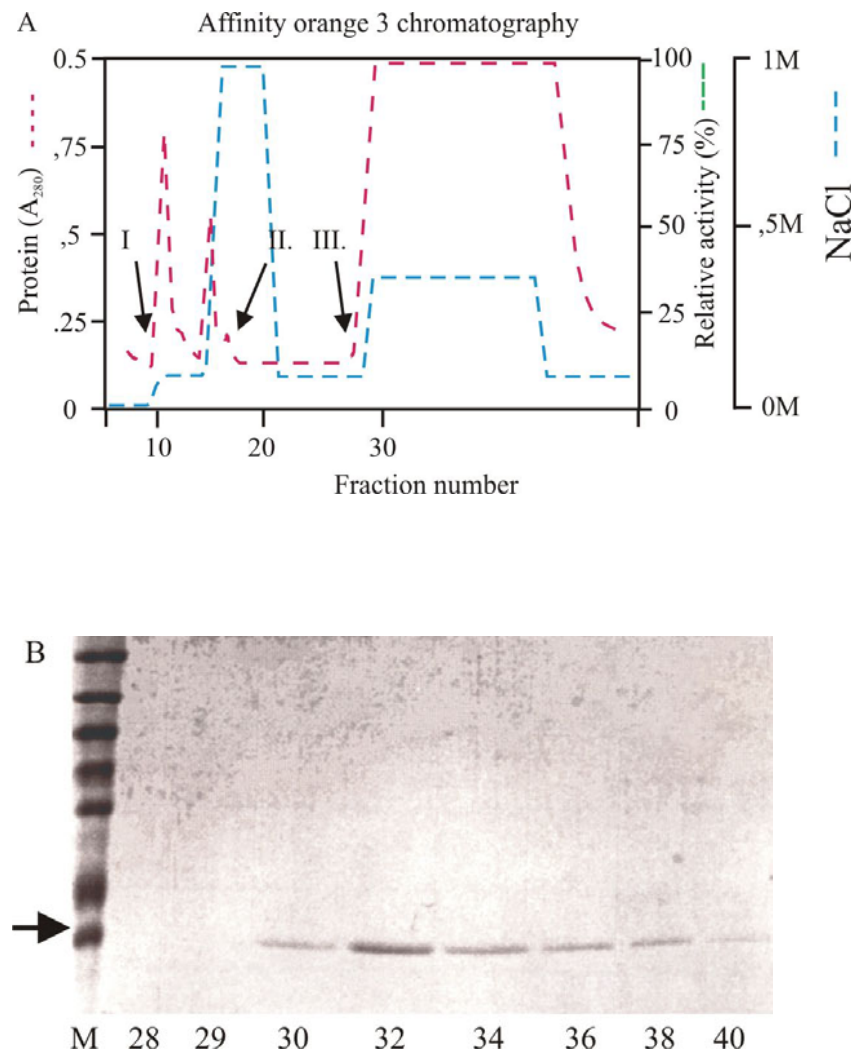 A
Affinity orange 3 chromatography
Protein (A280)
0.5
,75
,5
,25
0
I
II.
III.
10
20
30
Fraction number
100
75
50
25
0
Relative activity (%)
1M
,5M
0M
NaCl
B
M 28 29 30 32 34 36 38 40